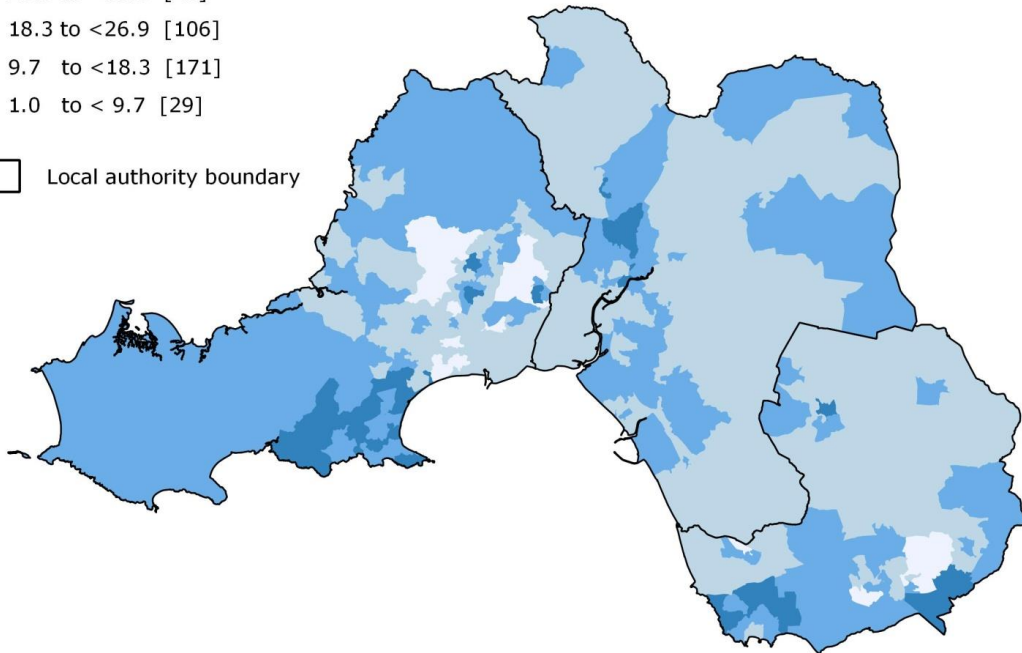 18.3 to <26.9 [106]
9.7 to <18.3 [171]
1.0 to < 9.7 [29]
Local authority boundary